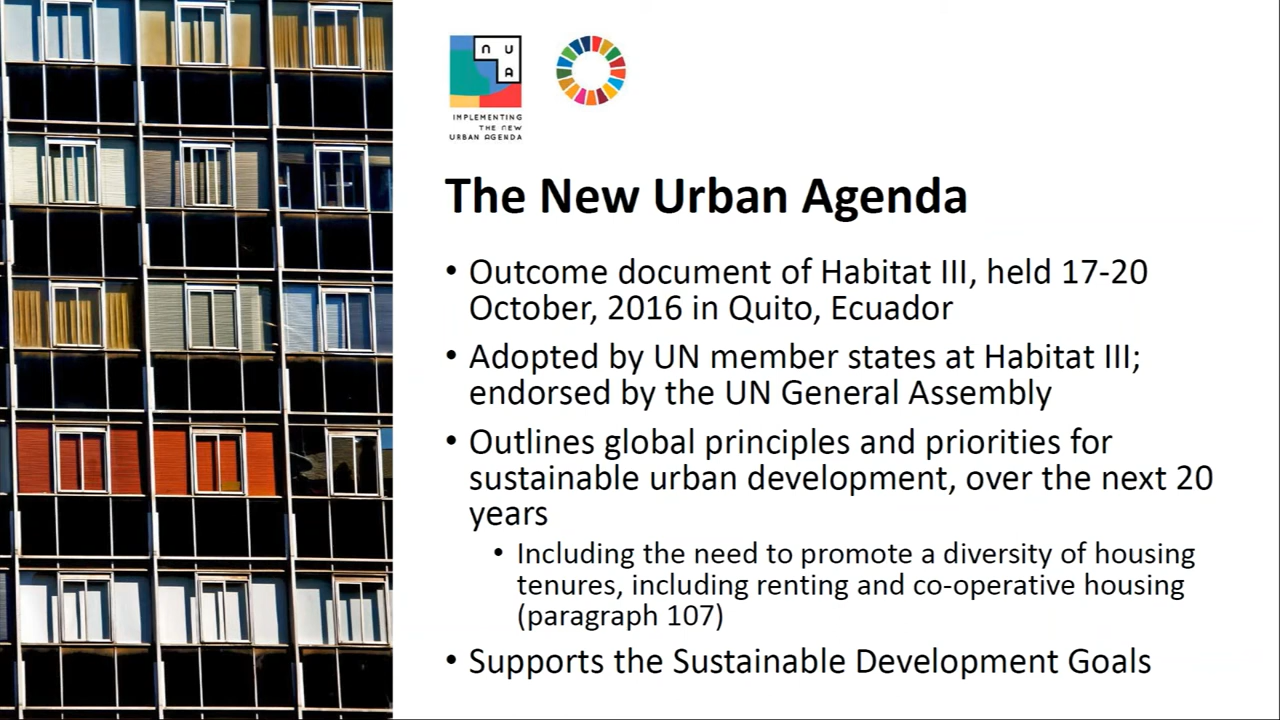 NUA
IMPLEMENTING
THE NEW
URBAN AGENDA
The New Urban Agenda
• Outcome document of Habitat III, held 17-20
October, 2016 in Quito, Ecuador
• Adopted by UN member states at Habitat III;
endorsed by the UN General Assembly
• Outlines global principles and priorities for
sustainable urban development, over the next 20
years
• Including the need to promote a diversity of housing
tenures, including renting and co-operative housing
(paragraph 107)
• Supports the Sustainable Development Goals